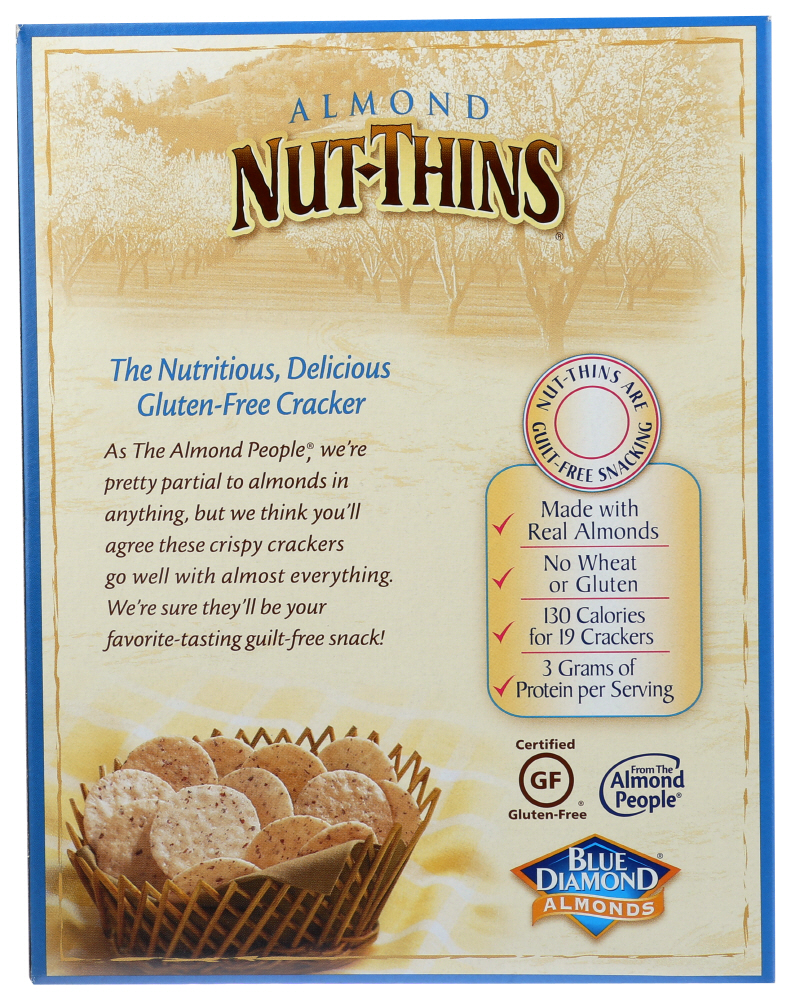 ALMOND
NUT·THINS®
The Nutritious, Delicious
Gluten-Free Cracker
As The Almond People®, we're
pretty partial to almonds in
anything, but we think you'll
agree these crispy crackers
go well with almost everything.
We're sure they'll be your
favorite-tasting guilt-free snack!
NUT-THINS ARE
GUILT-FREE SNACKING
Made with
Real Almonds
No Wheat
or Gluten
130 Calories
for 19 Crackers
3 Grams of
Protein per Serving
Certified
GF
Gluten-Free®
From The
Almond
People®
BLUE
DIAMOND®
ALMONDS